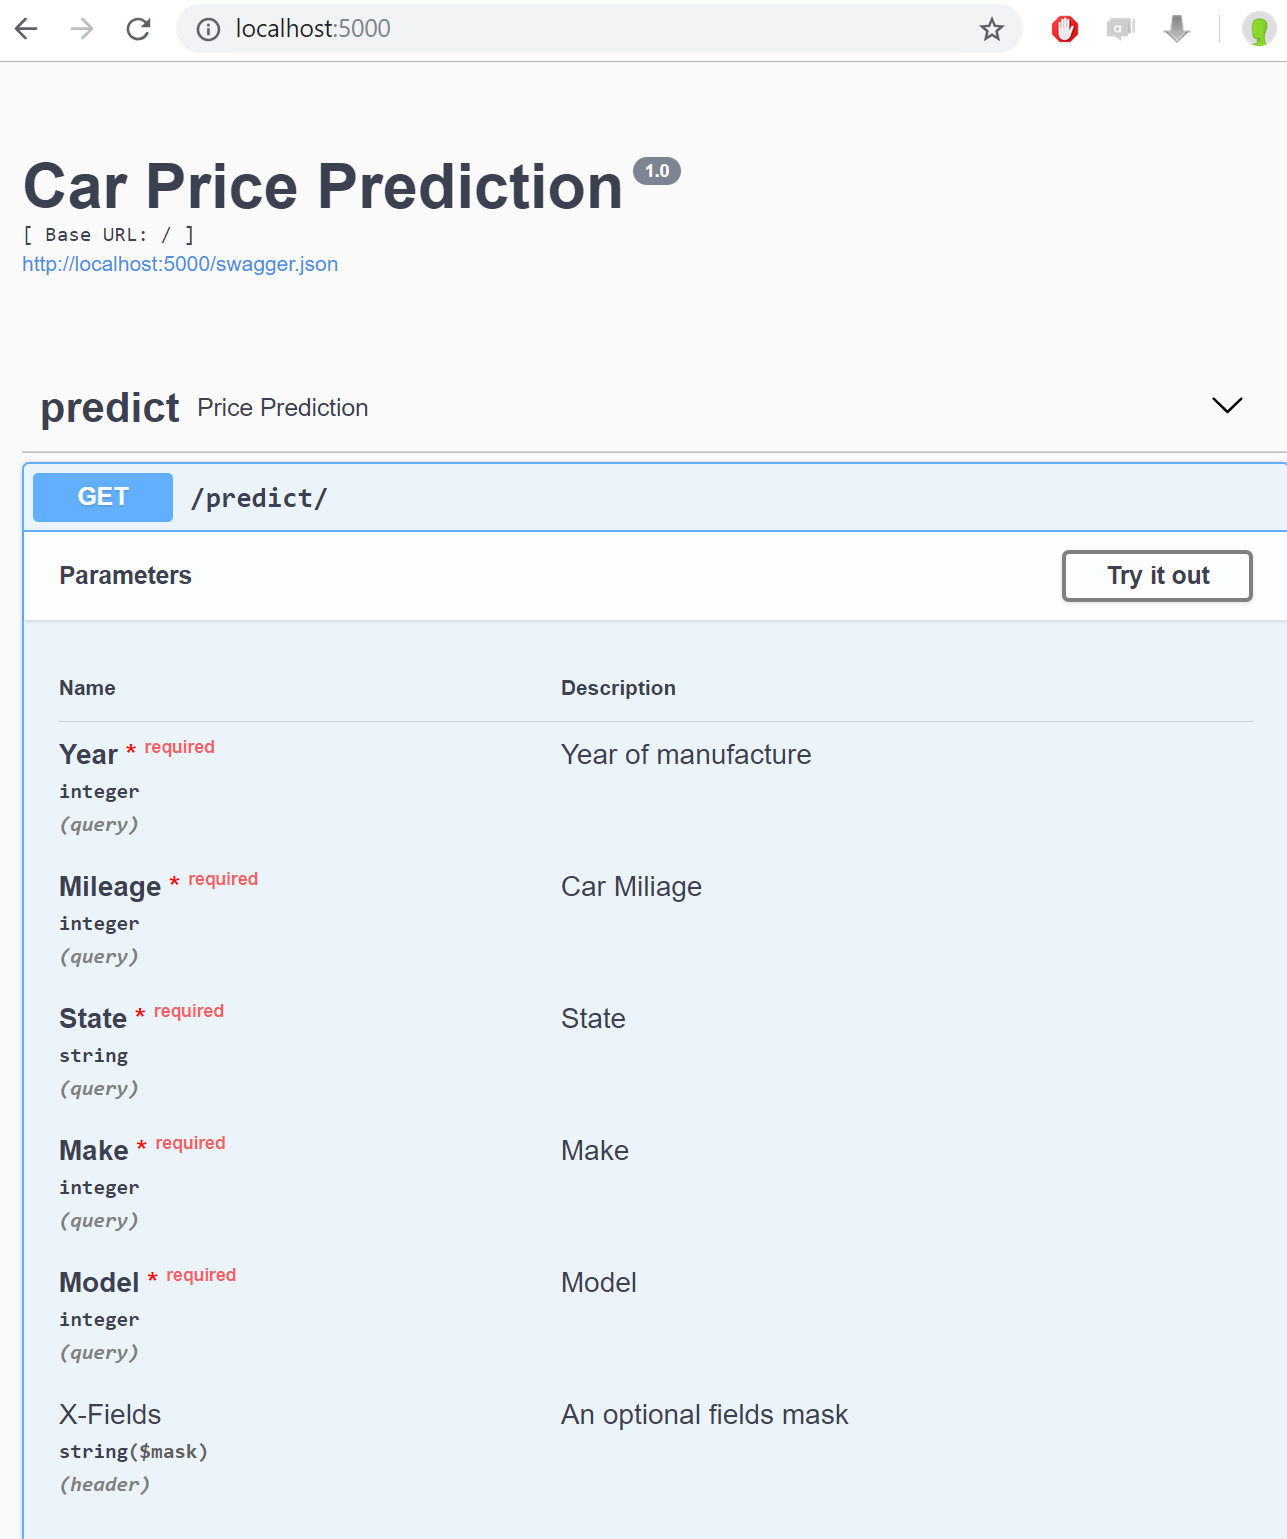 localhost:5000
Car Price Prediction 1.0
[ Base URL: / ]
http://localhost:5000/swagger.json
predict Price Prediction
GET /predict/
Parameters Try it out
Name Description
Year * required Year of manufacture
integer
(query)
Mileage * required Car Miliage
integer
(query)
State * required State
string
(query)
Make * required Make
integer
(query)
Model * required Model
integer
(query)
X-Fields An optional fields mask
string($mask)
(header)